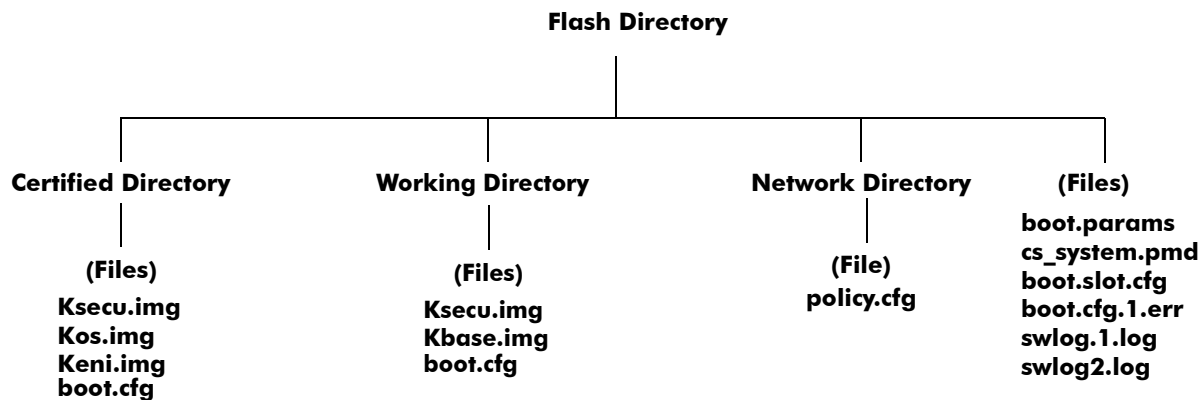 Flash Directory
Certified Directory
Working Directory
Network Directory
(Files)
(Files)
Ksecu.img
Kos.img
Keni.img
boot.cfg
(Files)
Ksecu.img
Kbase.img
boot.cfg
(File)
policy.cfg
boot.params
cs_system.pmd
boot.slot.cfg
boot.cfg.1.err
swlog.1.log
swlog2.log